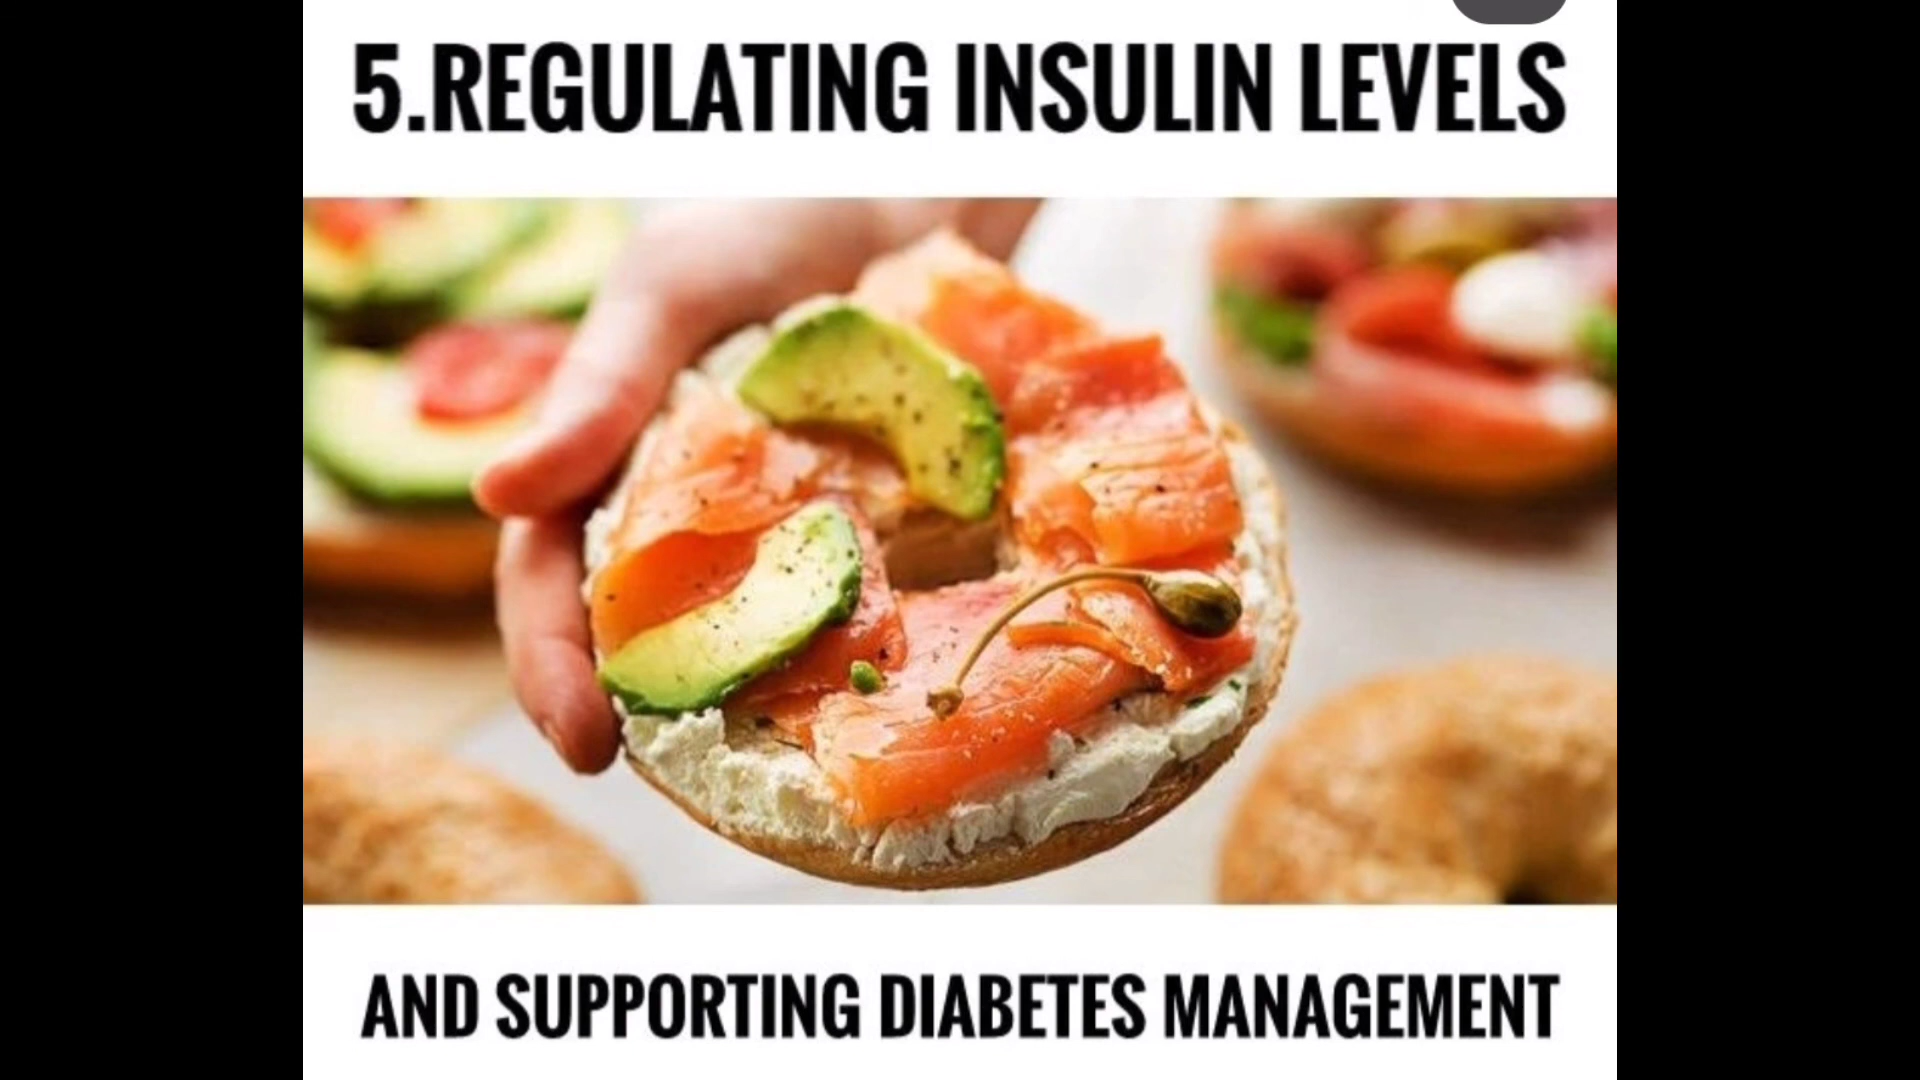 5.REGULATING INSULIN LEVELS
AND SUPPORTING DIABETES MANAGEMENT